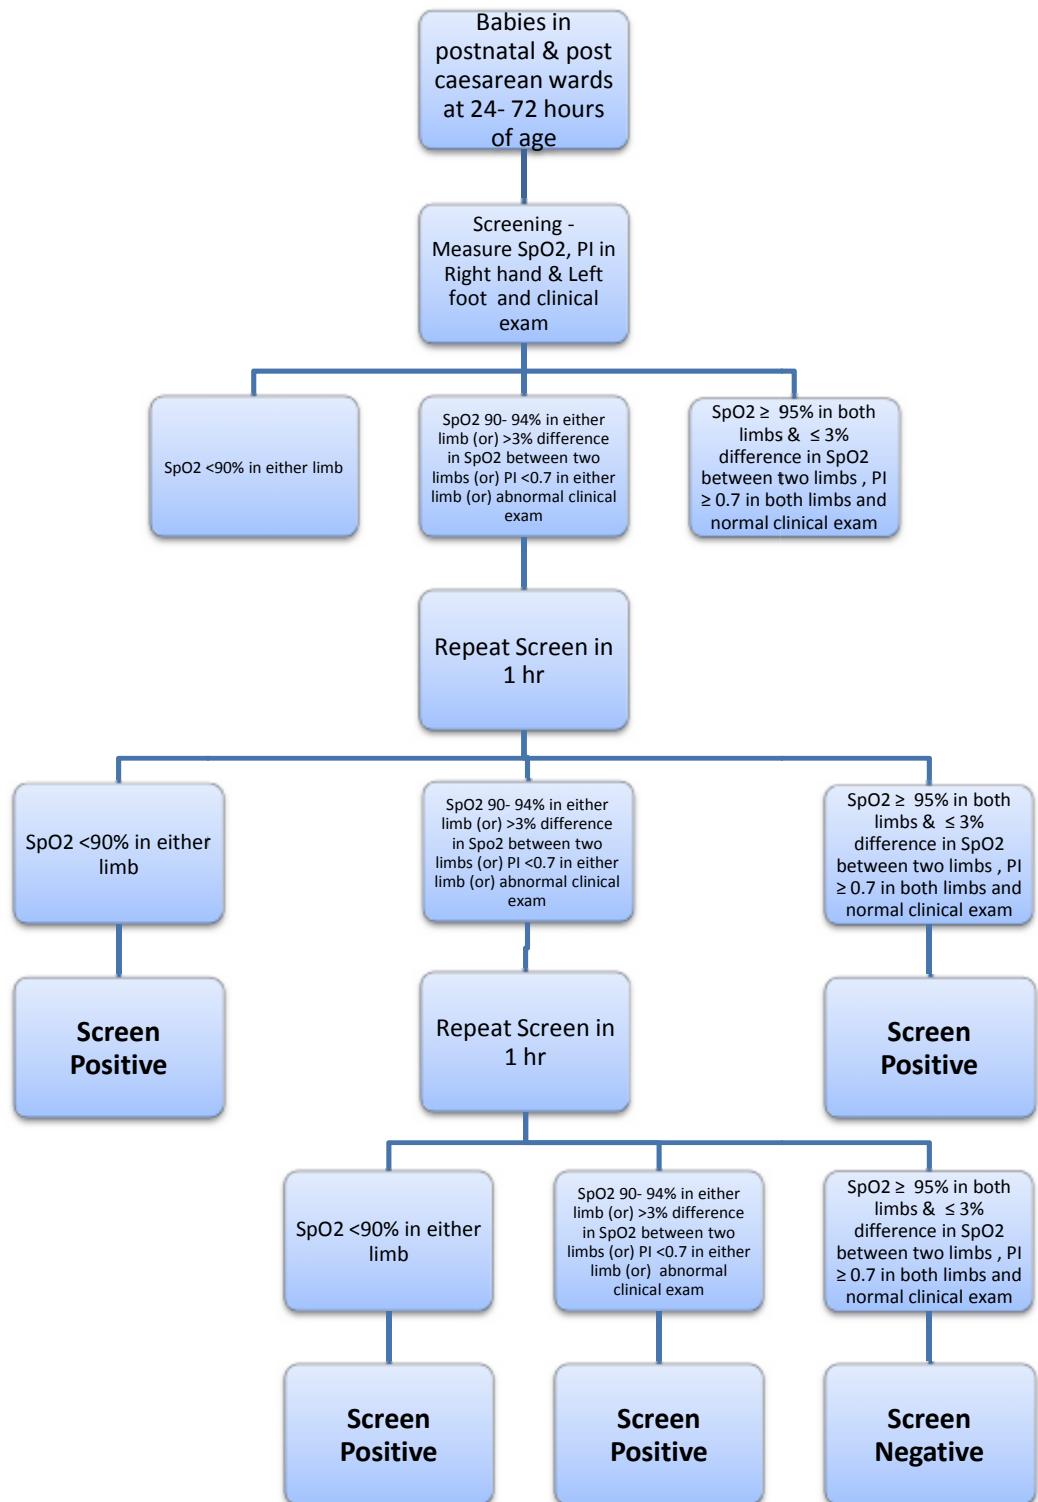 Babies in
postnatal & post
caesarean wards
at 24- 72 hours
of age
Screening -
Measure SpO2, PI in
Right hand & Left
foot  and clinical
exam
SpO2 <90% in either limb
SpO2 90- 94% in either
limb (or) >3% difference
in SpO2 between two
limbs (or) PI <0.7 in either
limb (or) abnormal clinical
exam
SpO2 ≥  95% in both
limbs &  ≤ 3%
difference in SpO2
between two limbs , PI
≥ 0.7 in both limbs and
normal clinical exam
Repeat Screen in
1 hr
SpO2 <90% in either
limb
SpO2 90- 94% in either
limb (or) >3% difference
in Spo2 between two
limbs (or) PI <0.7 in either
limb (or) abnormal clinical
exam
SpO2 ≥  95% in both
limbs &  ≤ 3%
difference in SpO2
between two limbs , PI
≥ 0.7 in both limbs and
normal clinical exam
Screen
Positive
Repeat Screen in
1 hr
Screen
Positive
SpO2 <90% in either
limb
SpO2 90- 94% in either
limb (or) >3% difference
in SpO2 between two
limbs (or) PI <0.7 in either
limb (or)  abnormal
clinical exam
SpO2 ≥  95% in both
limbs &  ≤ 3%
difference in SpO2
between two limbs , PI
≥ 0.7 in both limbs and
normal clinical exam
Screen
Positive
Screen
Positive
Screen
Negative